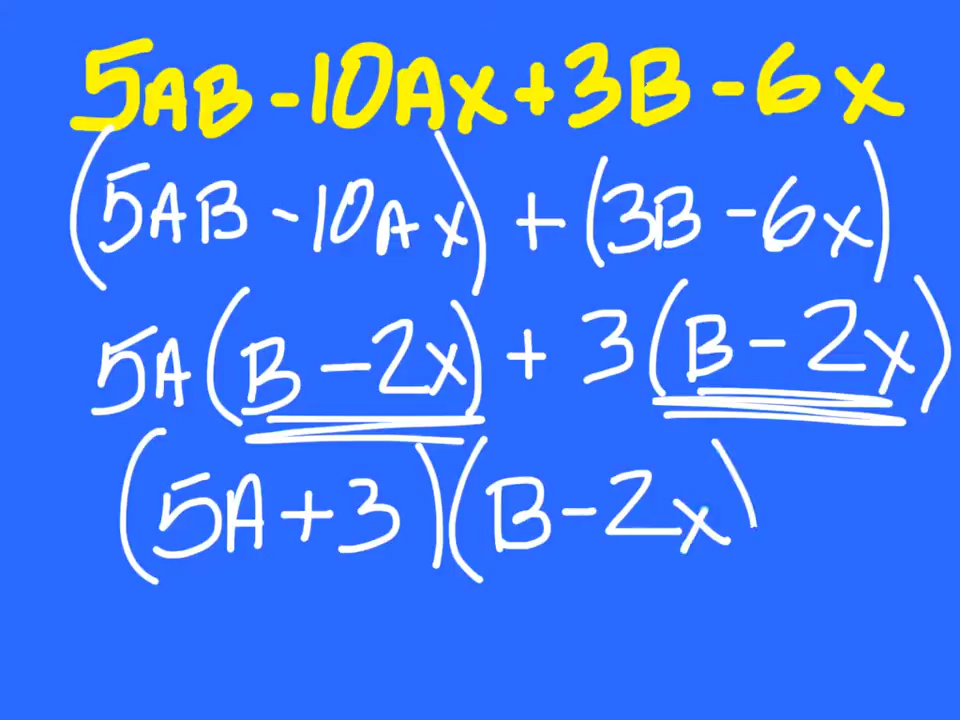 5AB - 10Ax + 3B - 6x
(5AB - 10Ax) + (3B - 6x)
5A(B - 2x) + 3(B - 2x)
(5A + 3)(B - 2x)